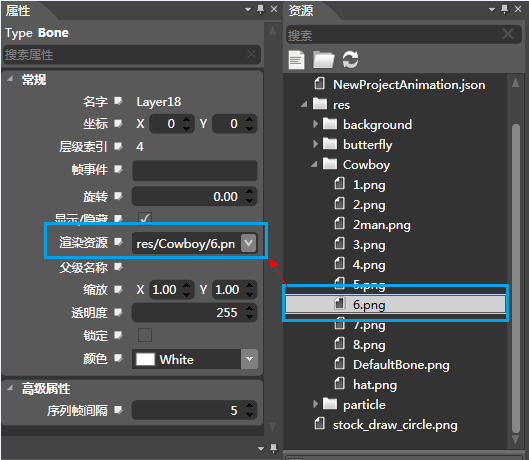 属性
Type Bone
搜索属性
常规
名字 Layer18
坐标 X 0 Y 0
层级索引 4
帧事件
旋转 0.00
显示/隐藏
渲染资源 res/Cowboy/6.pn
父级名称
缩放 X 1.00 Y 1.00
透明度 255
锁定
颜色 White
高级属性
序列帧间隔 5
资源
搜索
NewProjectAnimation.json
res
background
butterfly
Cowboy
1.png
2.png
2man.png
3.png
4.png
5.png
6.png
7.png
8.png
DefaultBone.png
hat.png
particle
stock_draw_circle.png